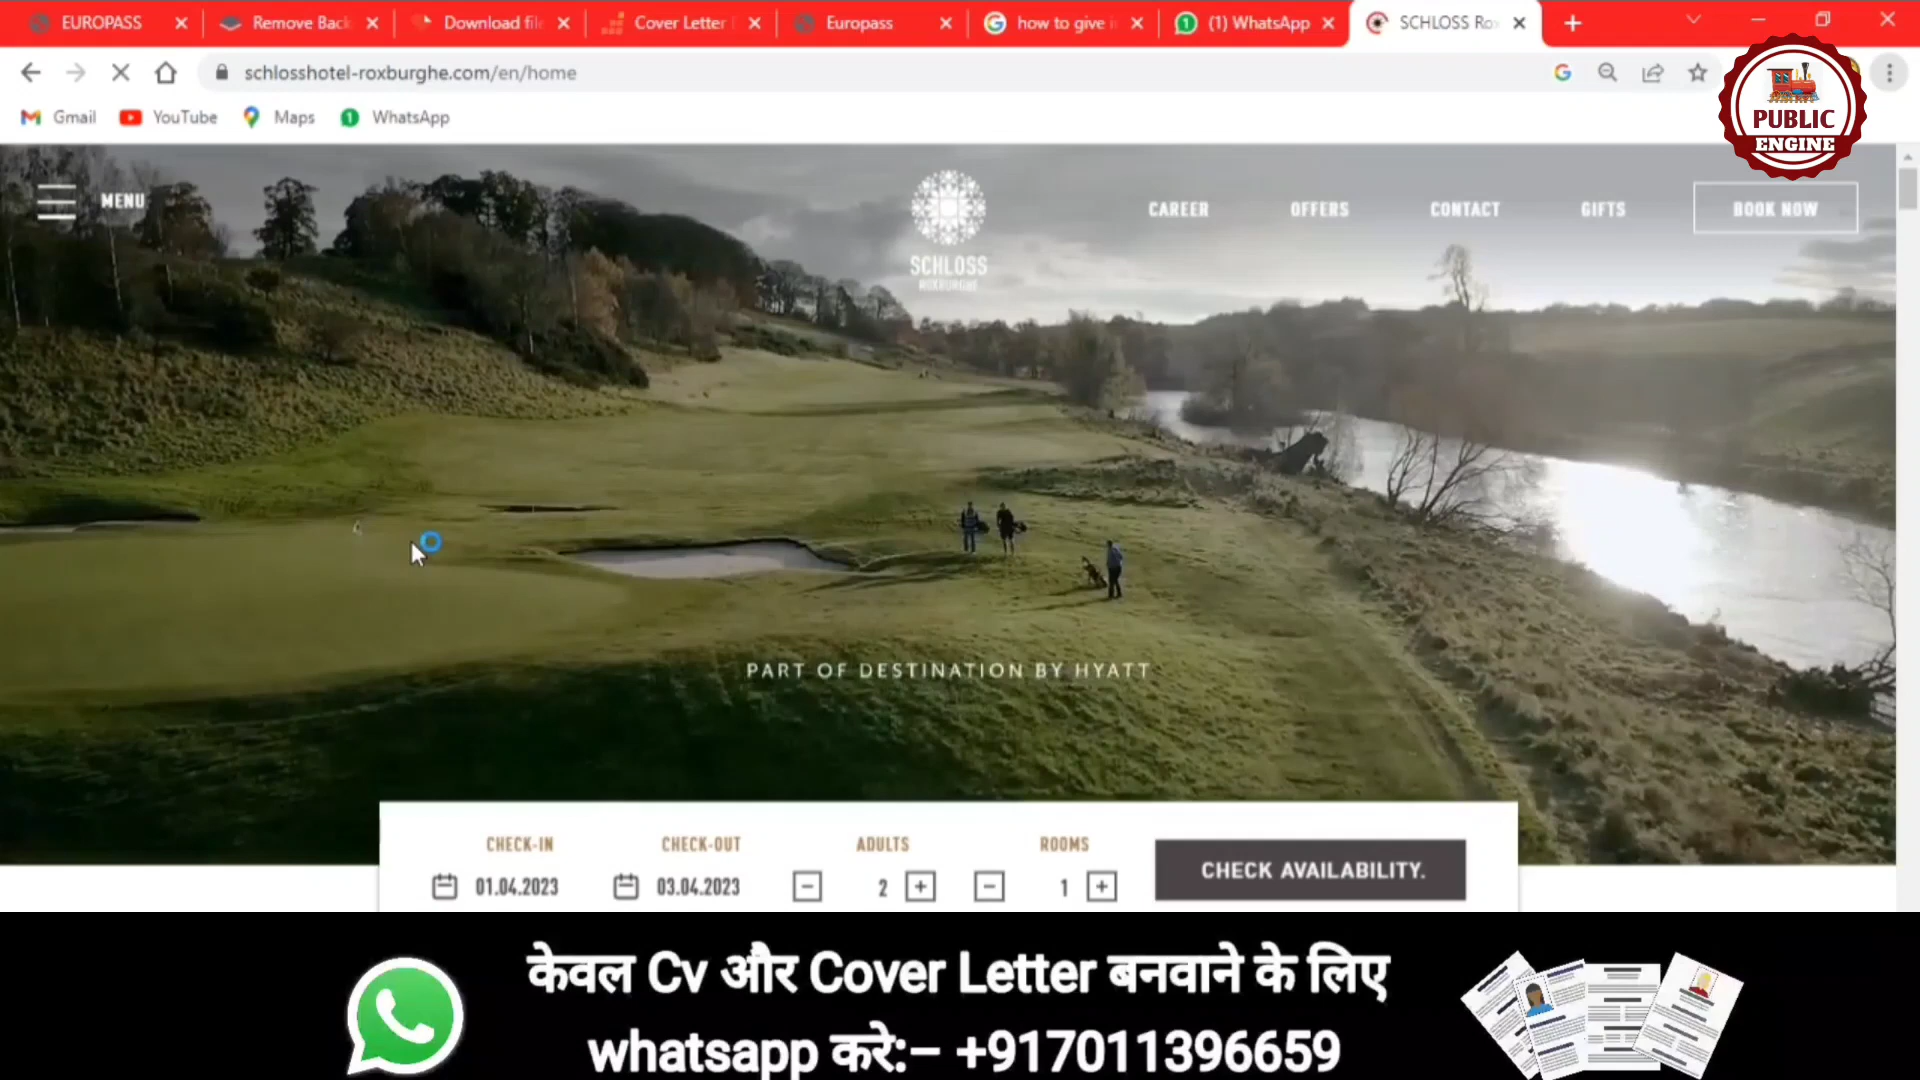 EUROPASS
Remove Bac
Download fil
Cover Letter
Europass
how to give i
(1) WhatsApp
SCHLOSS Ro
schlosshotel-roxburghe.com/en/home
Gmail
YouTube
Maps
WhatsApp
PUBLIC
ENGINE
MENU
SCHLOSS
ROXBURGHE
CAREER
OFFERS
CONTACT
GIFTS
BOOK NOW
PART OF DESTINATION BY HYATT
CHECK-IN
CHECK-OUT
ADULTS
ROOMS
01.04.2023
03.04.2023
2
1
CHECK AVAILABILITY.
केवल Cv और Cover Letter बनवाने के लिए
whatsapp करे:– +917011396659